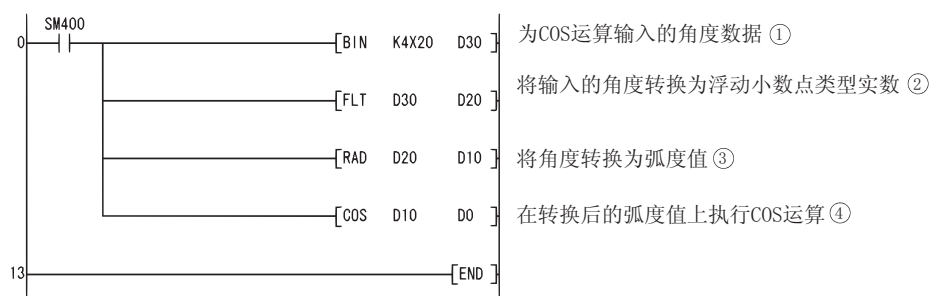 SM400
0 [BIN K4X20 D30] 为COS运算输入的角度数据 ①
[FLT D30 D20] 将输入的角度转换为浮动小数点类型实数 ②
[RAD D20 D10] 将角度转换为弧度值 ③
[COS D10 D0] 在转换后的弧度值上执行COS运算 ④
13 [END]